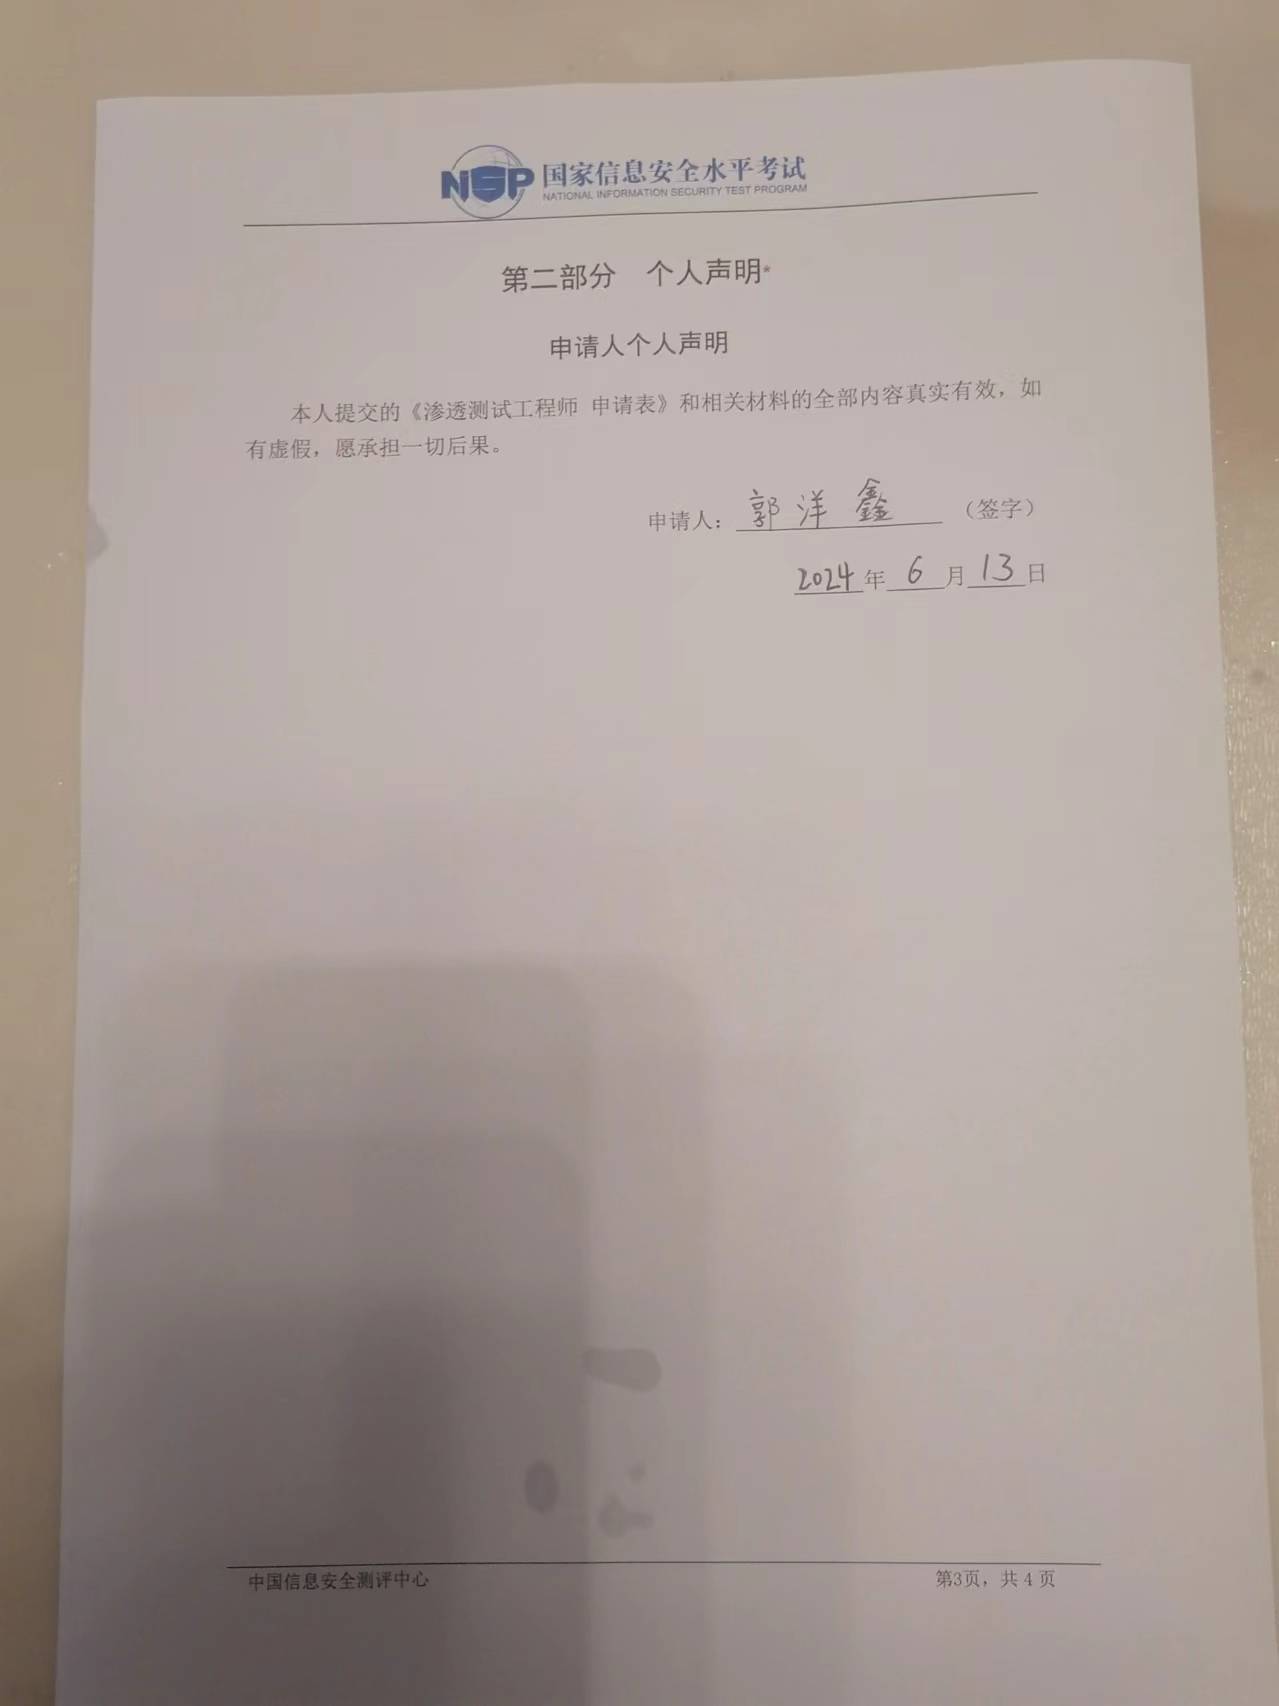 NISP 国家信息安全水平考试
NATIONAL INFORMATION SECURITY TEST PROGRAM
第二部分 个人声明*
申请人个人声明
本人提交的《渗透测试工程师 申请表》和相关材料的全部内容真实有效，如
有虚假，愿承担一切后果。
申请人：郭洋鑫（签字）
2024年6月13日
中国信息安全测评中心 第3页，共 4 页